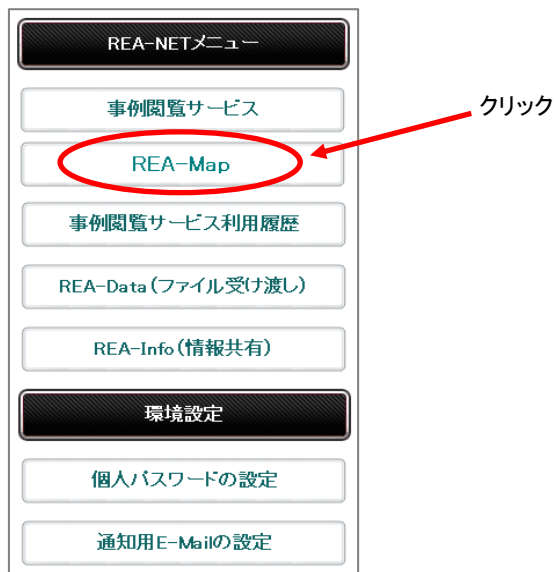 REA-NETメニュー
事例閲覧サービス
クリック
REA-Map
事例閲覧サービス利用履歴
REA-Data(ファイル受け渡し)
REA-Info(情報共有)
環境設定
個人パスワードの設定
通知用E-Mailの設定